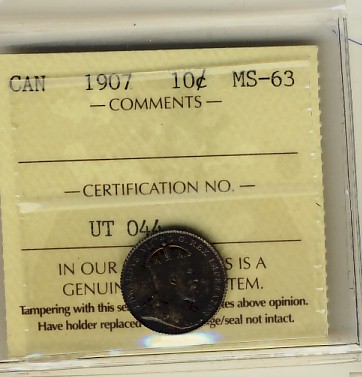 CAN 1907 10¢ MS-63
— COMMENTS —
— CERTIFICATION NO. —
UT 044
IN OUR S IS A
GENUIN TEM.
Tampering with this se es above opinion.
Have holder replaced ge/seal not intact.